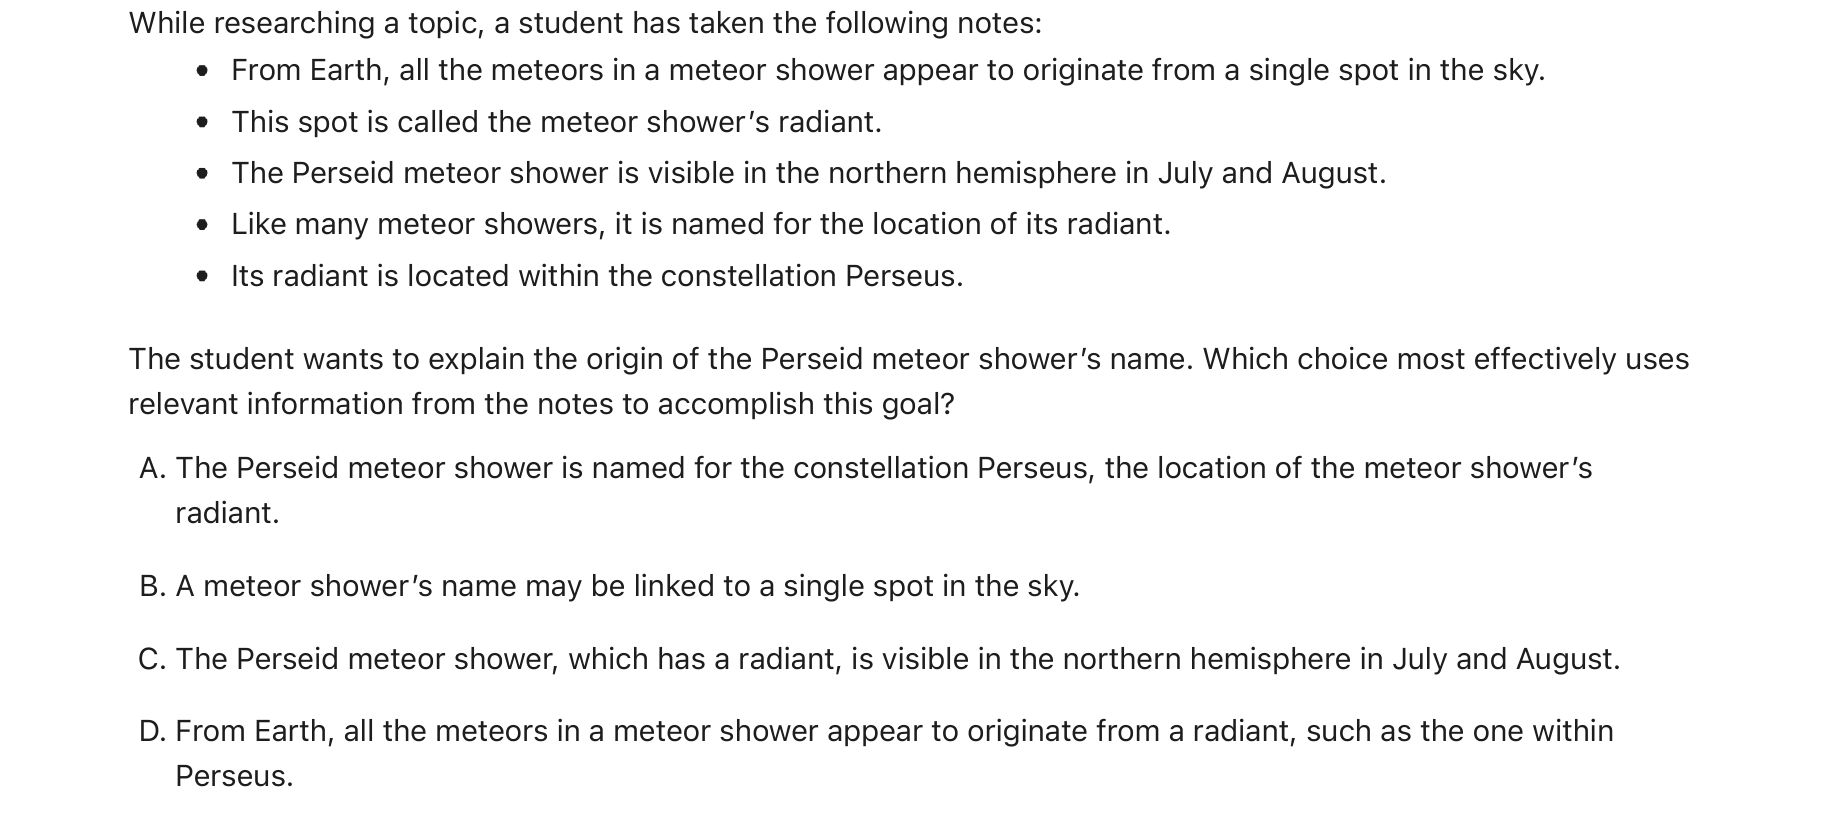 While researching a topic, a student has taken the following notes:
• From Earth, all the meteors in a meteor shower appear to originate from a single spot in the sky.
• This spot is called the meteor shower’s radiant.
• The Perseid meteor shower is visible in the northern hemisphere in July and August.
• Like many meteor showers, it is named for the location of its radiant.
• Its radiant is located within the constellation Perseus.
The student wants to explain the origin of the Perseid meteor shower’s name. Which choice most effectively uses
relevant information from the notes to accomplish this goal?
A. The Perseid meteor shower is named for the constellation Perseus, the location of the meteor shower’s
radiant.
B. A meteor shower’s name may be linked to a single spot in the sky.
C. The Perseid meteor shower, which has a radiant, is visible in the northern hemisphere in July and August.
D. From Earth, all the meteors in a meteor shower appear to originate from a radiant, such as the one within
Perseus.